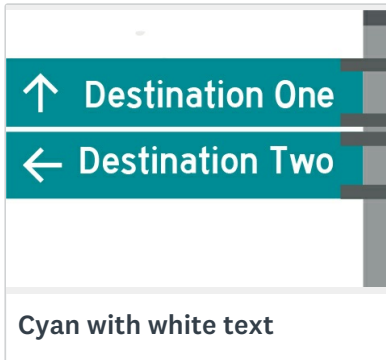 ↑ Destination One
← Destination Two
Cyan with white text